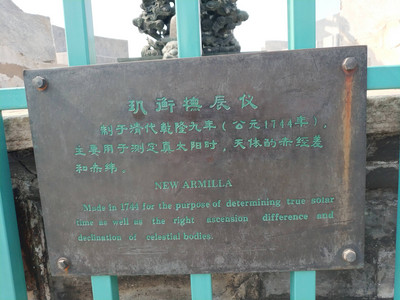 玑衡抚辰仪
制于清代乾隆九年（公元1744年），
主要用于测定真太阳时，天体的赤经差
和赤纬。
NEW ARMILLA
Made in 1744 for the purpose of determining true solar
time as well as the right ascension difference and
declination of celestial bodies.